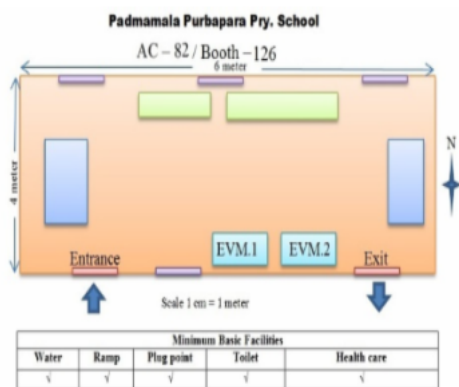 Padmamala Purbapara Pry. School
AC – 82 / Booth –126
6 meter
4 meter
N
EVM.1 EVM.2
Entrance Exit
Scale 1 cm = 1 meter
Minimum Basic Facilities
Water Ramp Plug point Toilet Health care
√ √ √ √ √